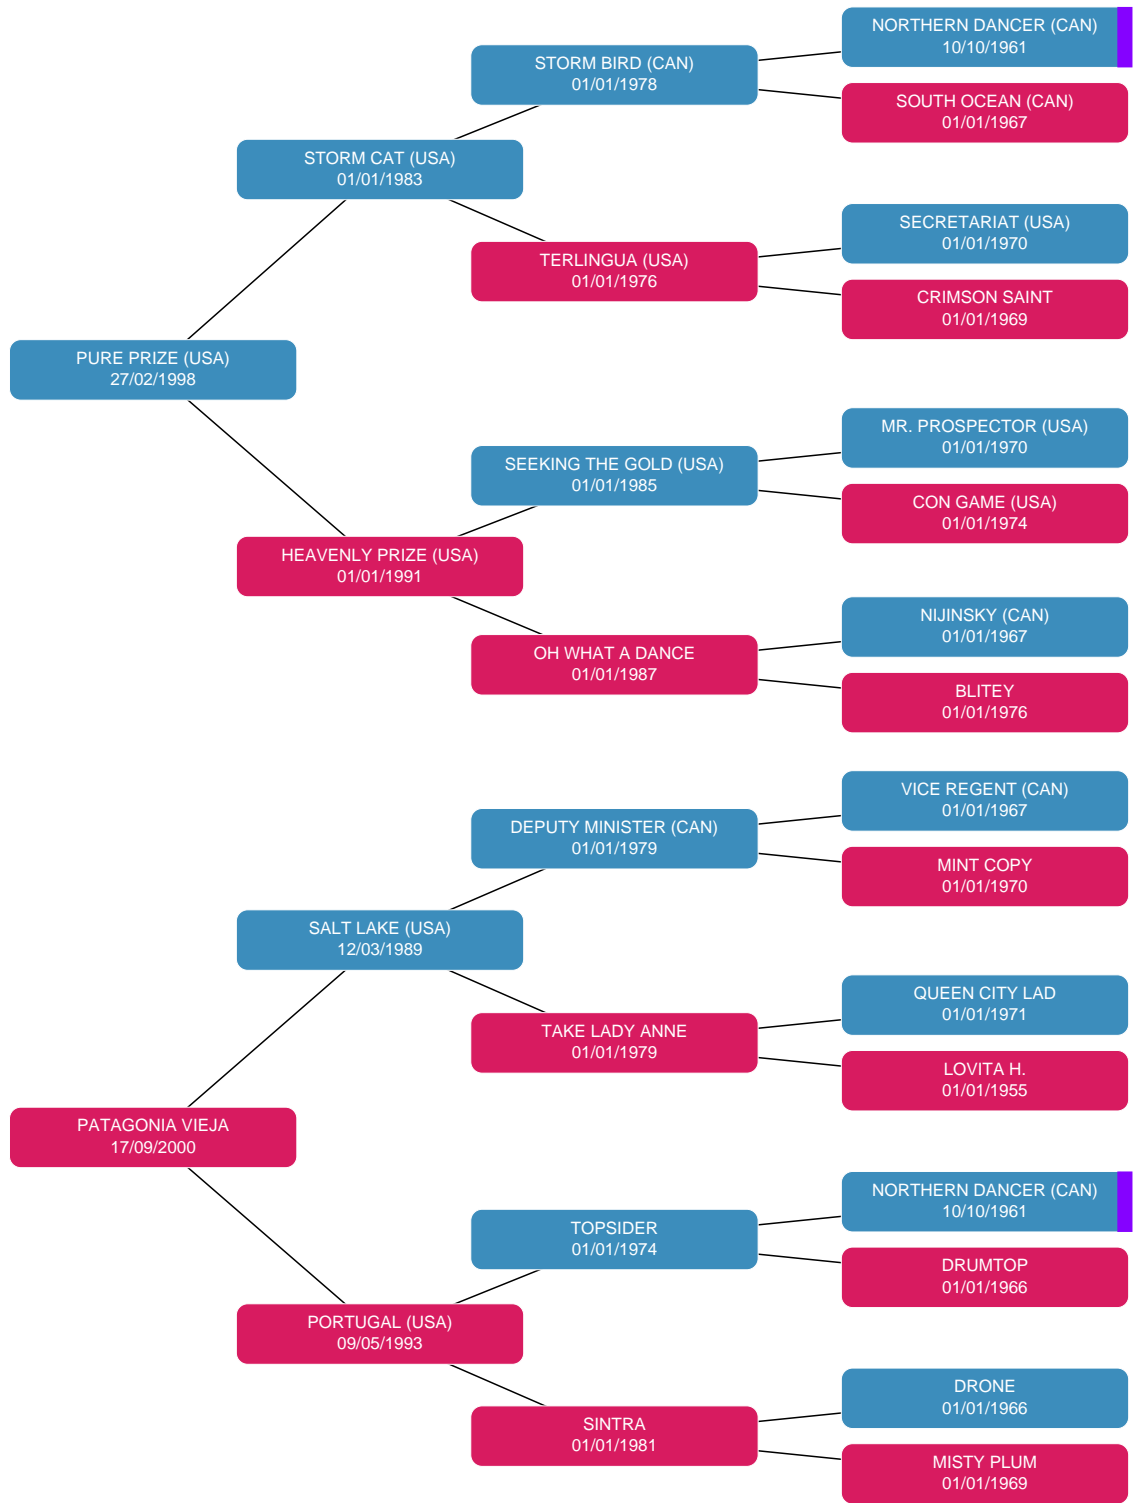 NORTHERN DANCER (CAN)
10/10/1961
STORM BIRD (CAN)
01/01/1978
SOUTH OCEAN (CAN)
01/01/1967
STORM CAT (USA)
01/01/1983
SECRETARIAT (USA)
01/01/1970
TERLINGUA (USA)
01/01/1976
CRIMSON SAINT
01/01/1969
PURE PRIZE (USA)
27/02/1998
MR. PROSPECTOR (USA)
01/01/1970
SEEKING THE GOLD (USA)
01/01/1985
CON GAME (USA)
01/01/1974
HEAVENLY PRIZE (USA)
01/01/1991
NIJINSKY (CAN)
01/01/1967
OH WHAT A DANCE
01/01/1987
BLITEY
01/01/1976
VICE REGENT (CAN)
01/01/1967
DEPUTY MINISTER (CAN)
01/01/1979
MINT COPY
01/01/1970
SALT LAKE (USA)
12/03/1989
QUEEN CITY LAD
01/01/1971
TAKE LADY ANNE
01/01/1979
LOVITA H.
01/01/1955
PATAGONIA VIEJA
17/09/2000
NORTHERN DANCER (CAN)
10/10/1961
TOPSIDER
01/01/1974
DRUMTOP
01/01/1966
PORTUGAL (USA)
09/05/1993
DRONE
01/01/1966
SINTRA
01/01/1981
MISTY PLUM
01/01/1969